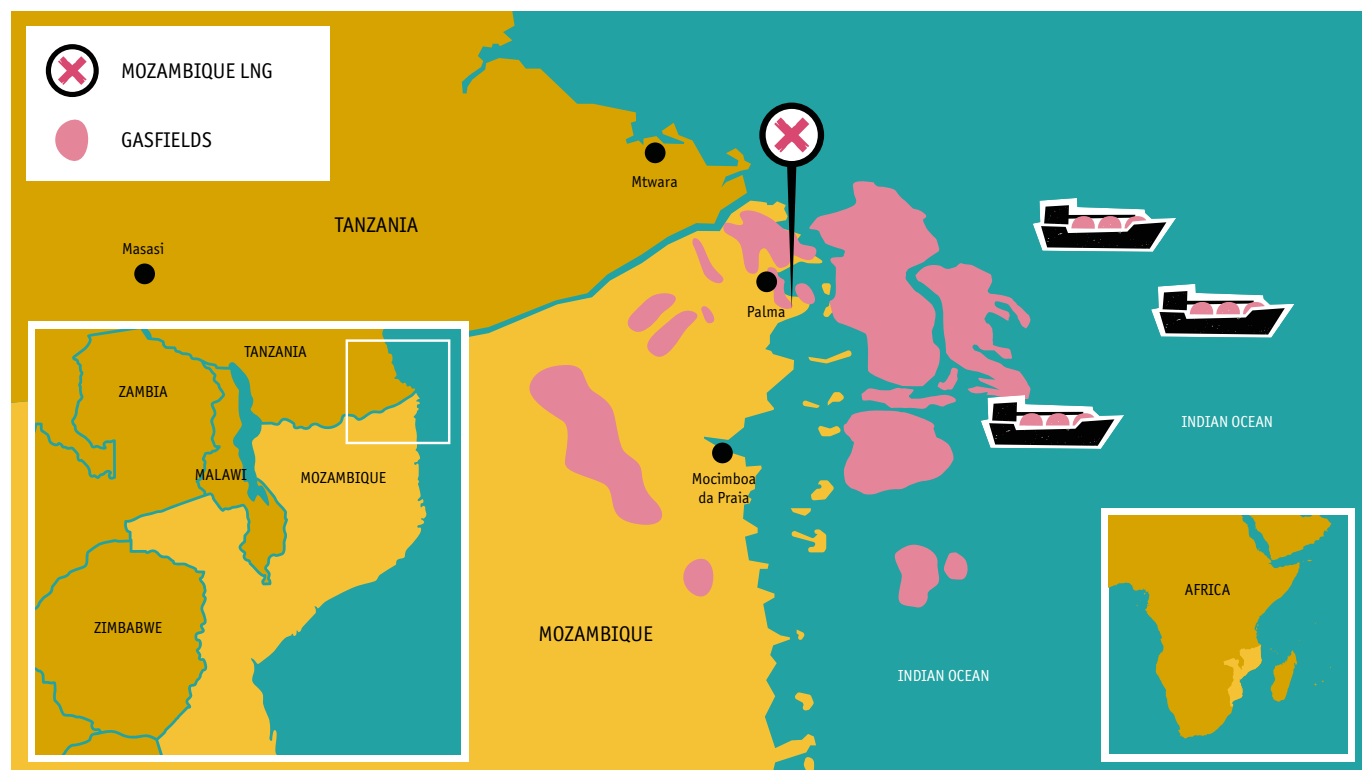 MOZAMBIQUE LNG
GASFIELDS
Mtwara
TANZANIA
Masasi
Palma
TANZANIA
ZAMBIA
MALAWI
MOZAMBIQUE
ZIMBABWE
INDIAN OCEAN
Mocimboa
da Praia
MOZAMBIQUE
INDIAN OCEAN
AFRICA